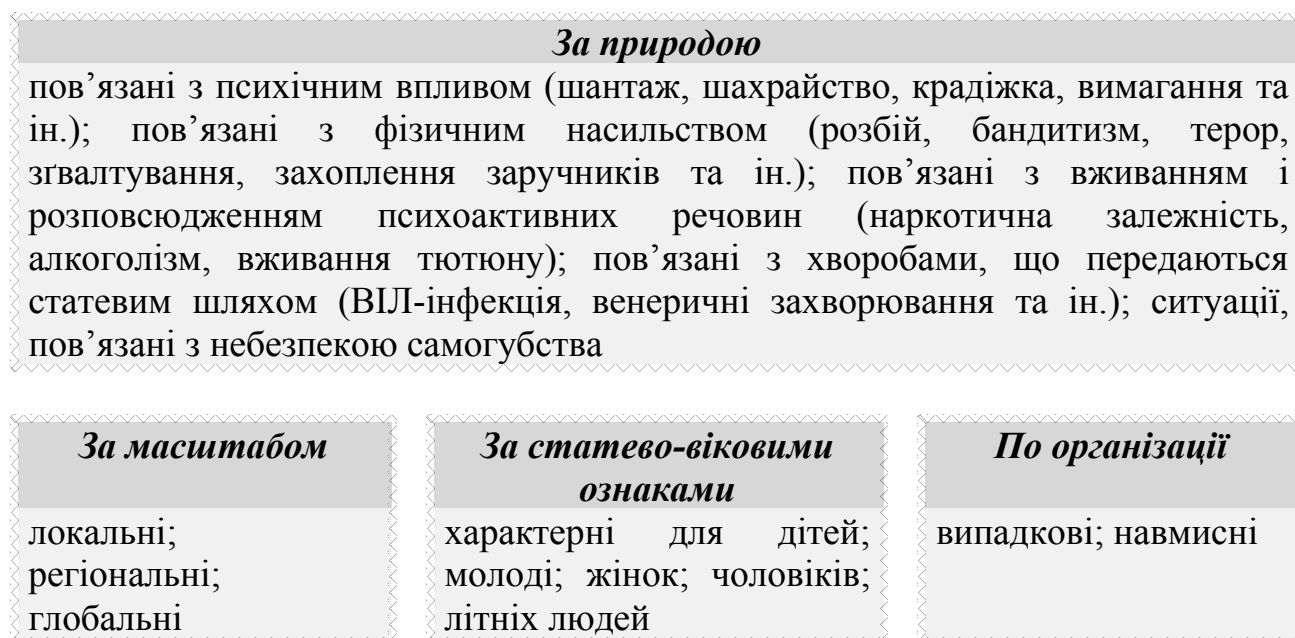 За природою
пов’язані з психічним впливом (шантаж, шахрайство, крадіжка, вимагання та
ін.); пов’язані з фізичним насильством (розбій, бандитизм, терор,
зґвалтування, захоплення заручників та ін.); пов’язані з вживанням і
розповсюдженням психоактивних речовин (наркотична залежність,
алкоголізм, вживання тютюну); пов’язані з хворобами, що передаються
статевим шляхом (ВІЛ-інфекція, венеричні захворювання та ін.); ситуації,
пов’язані з небезпекою самогубства
За масштабом
локальні;
регіональні;
глобальні
За статево-віковими
ознаками
характерні для дітей;
молоді; жінок; чоловіків;
літніх людей
По організації
випадкові; навмисні